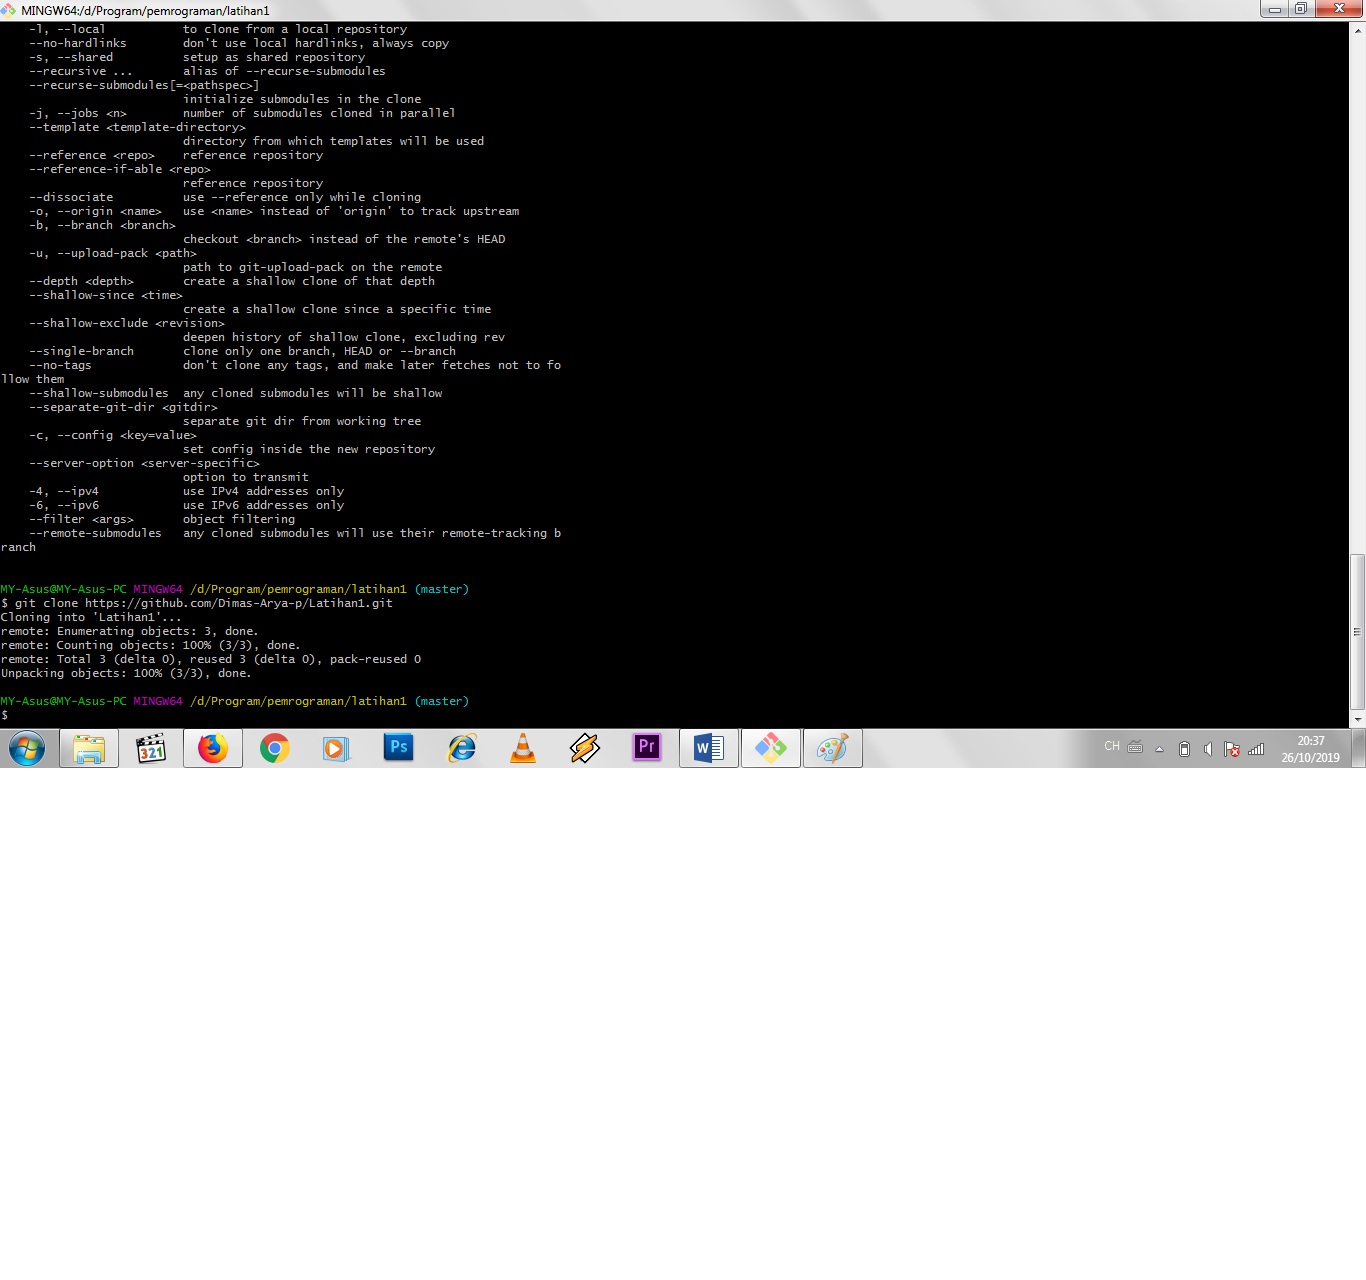 MINGW64:/d/Program/pemrograman/latihan1
-l, --local to clone from a local repository
--no-hardlinks don't use local hardlinks, always copy
-s, --shared setup as shared repository
--recursive ... alias of --recurse-submodules
--recurse-submodules[=<pathspec>]
initialize submodules in the clone
-j, --jobs <n> number of submodules cloned in parallel
--template <template-directory>
directory from which templates will be used
--reference <repo> reference repository
--reference-if-able <repo>
reference repository
--dissociate use --reference only while cloning
-o, --origin <name> use <name> instead of 'origin' to track upstream
-b, --branch <branch>
checkout <branch> instead of the remote's HEAD
-u, --upload-pack <path>
path to git-upload-pack on the remote
--depth <depth> create a shallow clone of that depth
--shallow-since <time>
create a shallow clone since a specific time
--shallow-exclude <revision>
deepen history of shallow clone, excluding rev
--single-branch clone only one branch, HEAD or --branch
--no-tags don't clone any tags, and make later fetches not to fo
llow them
--shallow-submodules any cloned submodules will be shallow
--separate-git-dir <gitdir>
separate git dir from working tree
-c, --config <key=value>
set config inside the new repository
--server-option <server-specific>
option to transmit
-4, --ipv4 use IPv4 addresses only
-6, --ipv6 use IPv6 addresses only
--filter <args> object filtering
--remote-submodules any cloned submodules will use their remote-tracking b
ranch
MY-Asus@MY-Asus-PC MINGW64 /d/Program/pemrograman/latihan1 (master)
$ git clone https://github.com/Dimas-Arya-p/Latihan1.git
Cloning into 'Latihan1'...
remote: Enumerating objects: 3, done.
remote: Counting objects: 100% (3/3), done.
remote: Total 3 (delta 0), reused 3 (delta 0), pack-reused 0
Unpacking objects: 100% (3/3), done.
MY-Asus@MY-Asus-PC MINGW64 /d/Program/pemrograman/latihan1 (master)
$
321
Ps
Pr
W
CH
20:37
26/10/2019